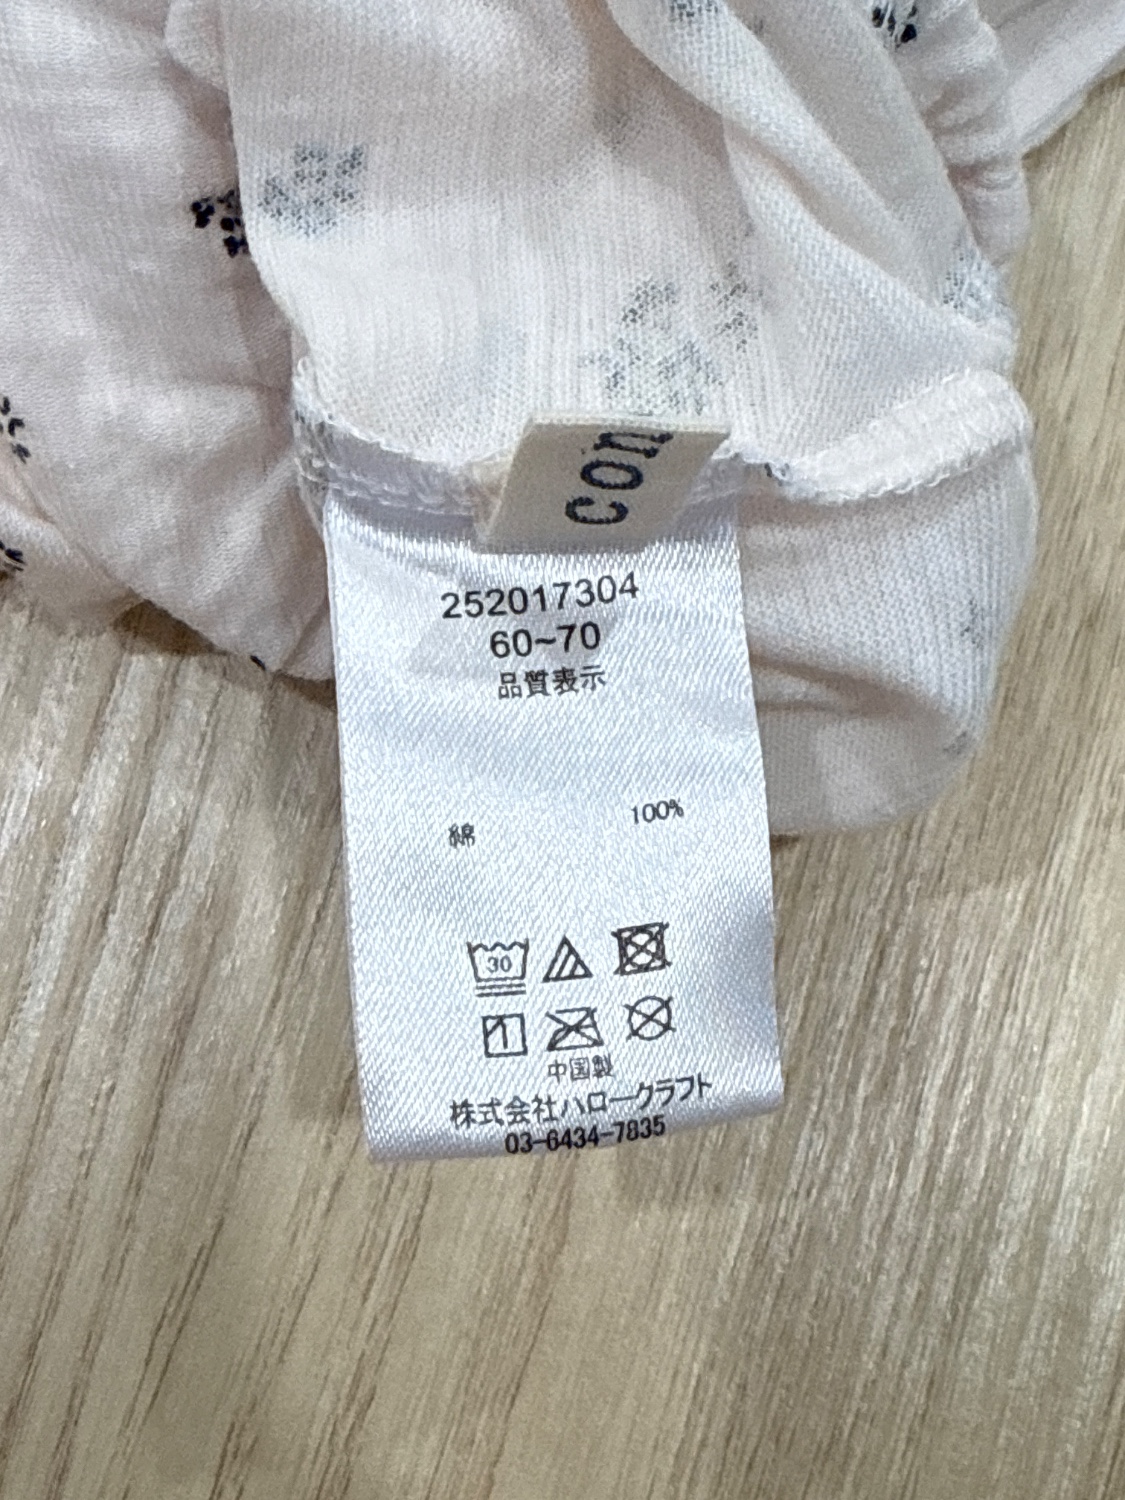 con
252017304
60~70
品質表示
綿 100%
30
中国製
株式会社ハロークラフト
03-6434-7835